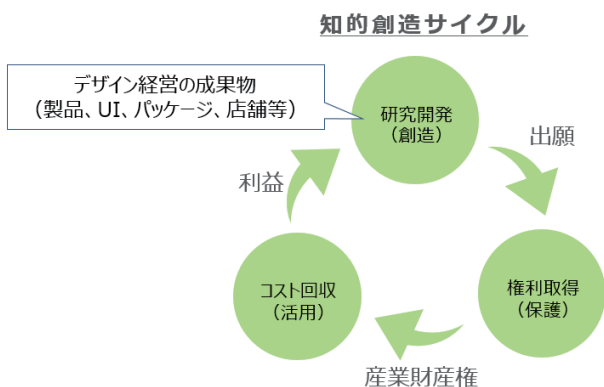 知的創造サイクル
デザイン経営の成果物
（製品、UI、パッケージ、店舗等）
研究開発
（創造）
出願
利益
コスト回収
（活用）
権利取得
（保護）
産業財産権